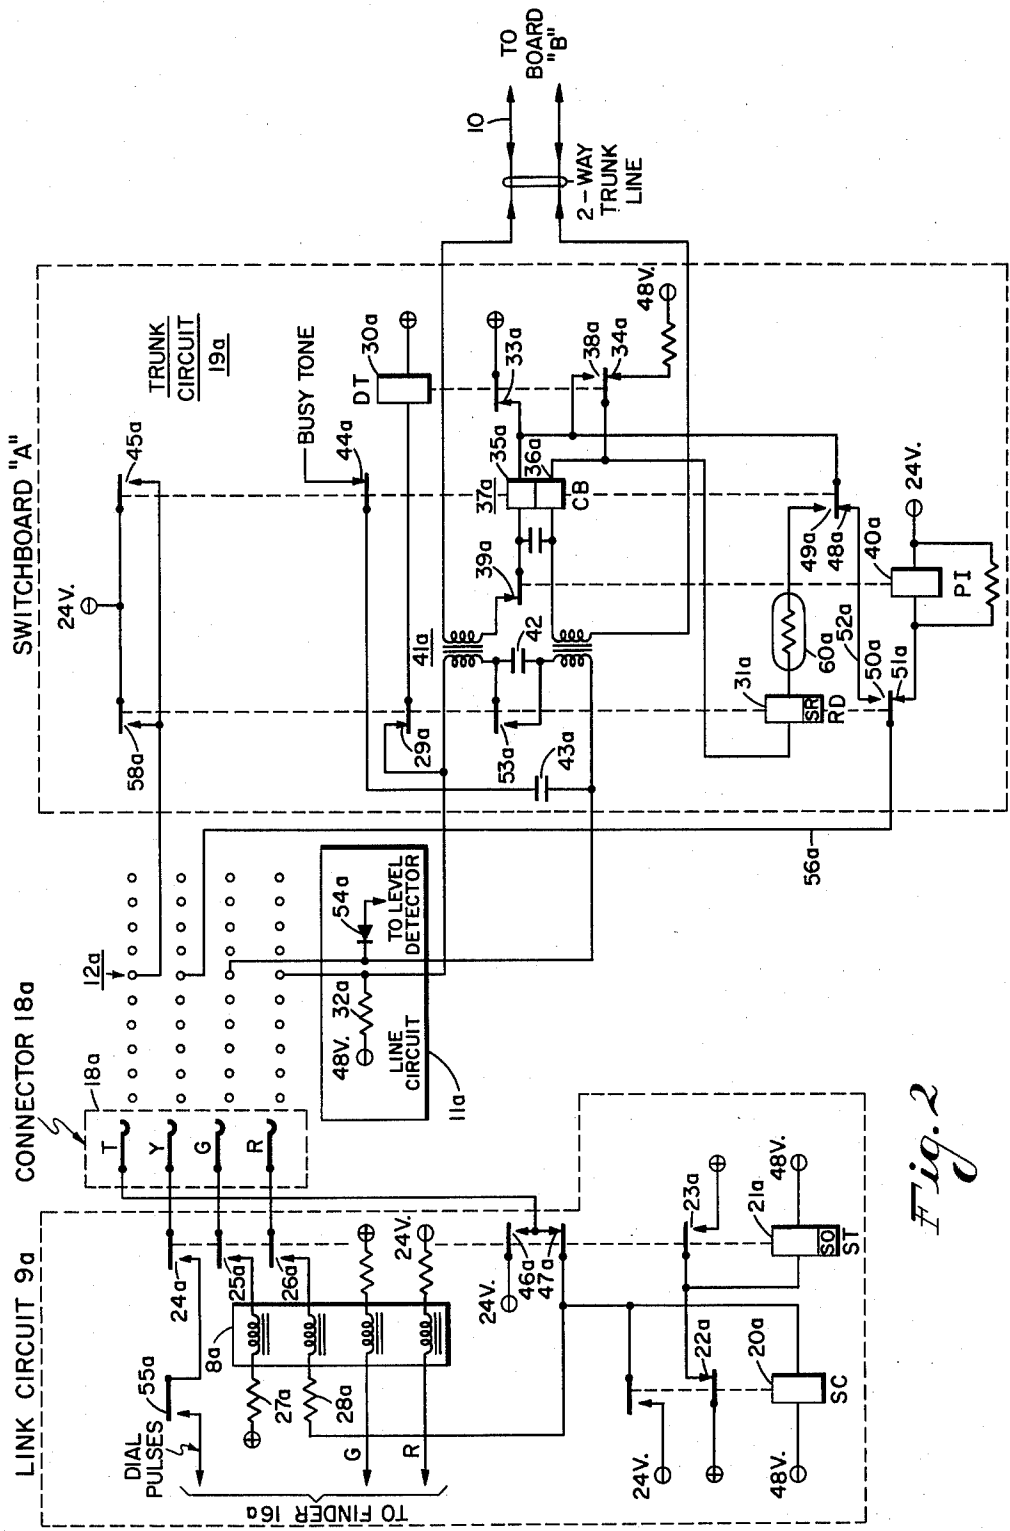 SWITCHBOARD "A"
CONNECTOR 18a
LINK CIRCUIT 9a
TRUNK
CIRCUIT
19a
24V.
45a
58a
BUSY TONE
44a
DT
30a
29a
41a
37a
35a
36a
CB
39a
33a
38a
34a
48V.
42
53a
43a
31a
SR
RD
60a
49a
48a
52a
50a
51a
40a
PI
24V.
56a
10
TO
BOARD
"B"
2-WAY
TRUNK
LINE
12a
18a
T
Y
G
R
54a
TO LEVEL
DETECTOR
32a
48V.
LINE
CIRCUIT
11a
55a
DIAL
PULSES
24a
25a
26a
8a
27a
28a
G
R
TO FINDER 16a
24V.
24V.
46a
47a
23a
21a
SO
ST
48V.
22a
20a
SC
24V.
48V.
Fig. 2